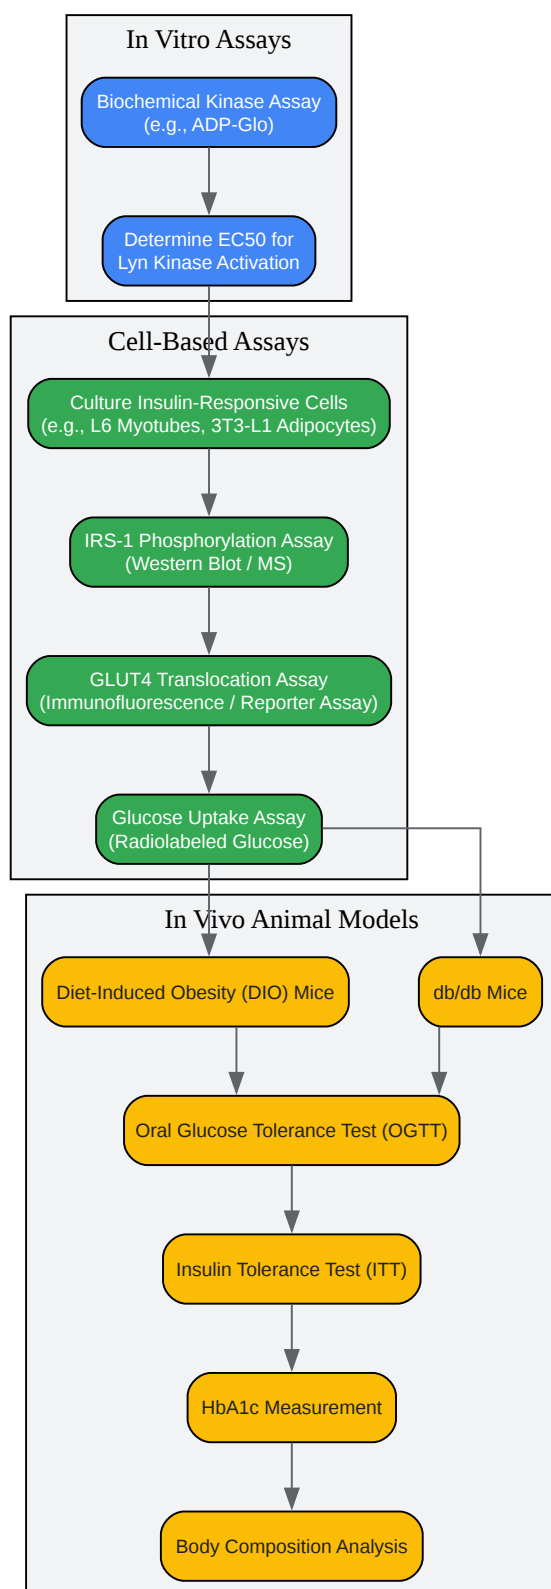 In Vitro Assays
Biochemical Kinase Assay
(e.g., ADP-Glo)
Determine EC50 for
Lyn Kinase Activation
Cell-Based Assays
Culture Insulin-Responsive Cells
(e.g., L6 Myotubes, 3T3-L1 Adipocytes)
IRS-1 Phosphorylation Assay
(Western Blot / MS)
GLUT4 Translocation Assay
(Immunofluorescence / Reporter Assay)
Glucose Uptake Assay
(Radiolabeled Glucose)
In Vivo Animal Models
Diet-Induced Obesity (DIO) Mice
db/db Mice
Oral Glucose Tolerance Test (OGTT)
Insulin Tolerance Test (ITT)
HbA1c Measurement
Body Composition Analysis